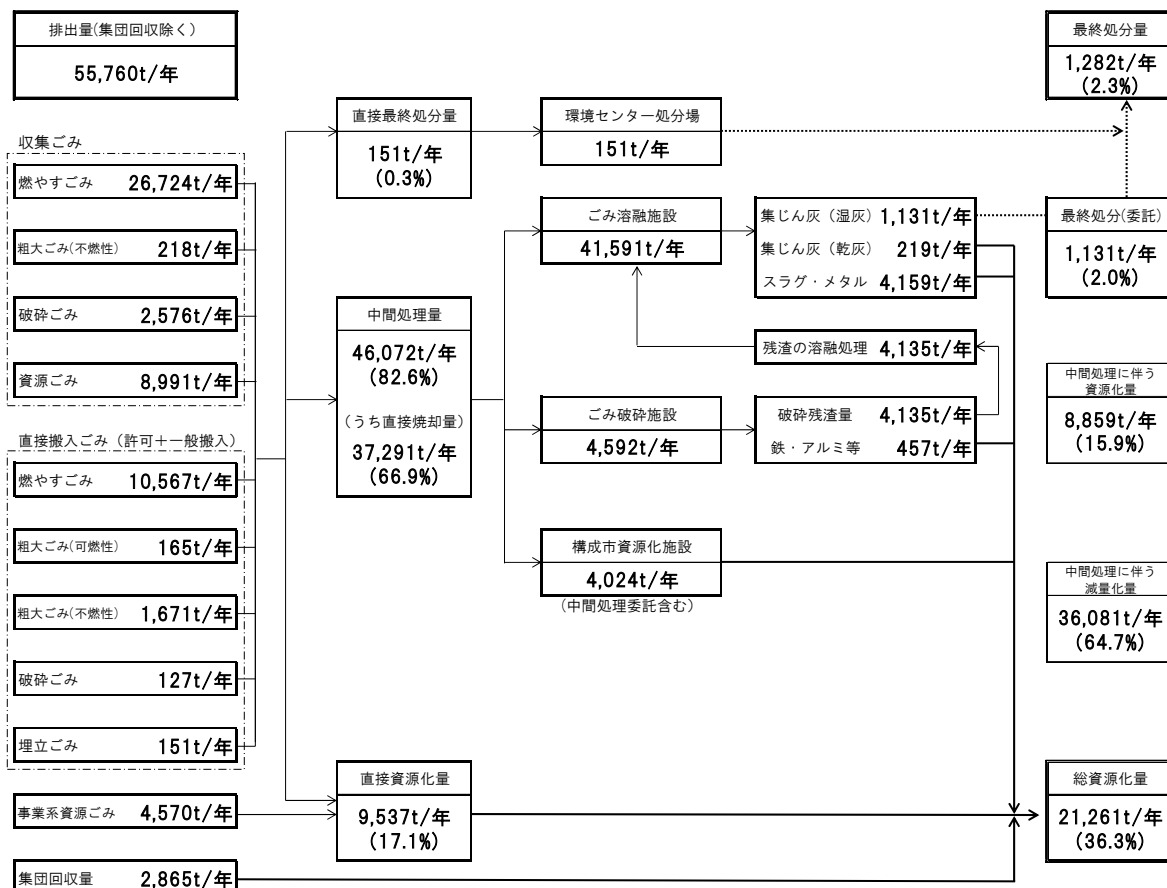 排出量(集団回収除く)
55,760t/年
収集ごみ
燃やすごみ 26,724t/年
粗大ごみ(不燃性) 218t/年
破砕ごみ 2,576t/年
資源ごみ 8,991t/年
直接搬入ごみ（許可＋一般搬入）
燃やすごみ 10,567t/年
粗大ごみ(可燃性) 165t/年
粗大ごみ(不燃性) 1,671t/年
破砕ごみ 127t/年
埋立ごみ 151t/年
事業系資源ごみ 4,570t/年
集団回収量 2,865t/年
直接最終処分量
151t/年
(0.3%)
中間処理量
46,072t/年
(82.6%)
(うち直接焼却量)
37,291t/年
(66.9%)
直接資源化量
9,537t/年
(17.1%)
環境センター処分場
151t/年
ごみ溶融施設
41,591t/年
ごみ破砕施設
4,592t/年
構成市資源化施設
4,024t/年
(中間処理委託含む)
集じん灰（湿灰） 1,131t/年
集じん灰（乾灰） 219t/年
スラグ・メタル 4,159t/年
残渣の溶融処理 4,135t/年
破砕残渣量 4,135t/年
鉄・アルミ等 457t/年
最終処分量
1,282t/年
(2.3%)
最終処分(委託)
1,131t/年
(2.0%)
中間処理に伴う
資源化量
8,859t/年
(15.9%)
中間処理に伴う
減量化量
36,081t/年
(64.7%)
総資源化量
21,261t/年
(36.3%)